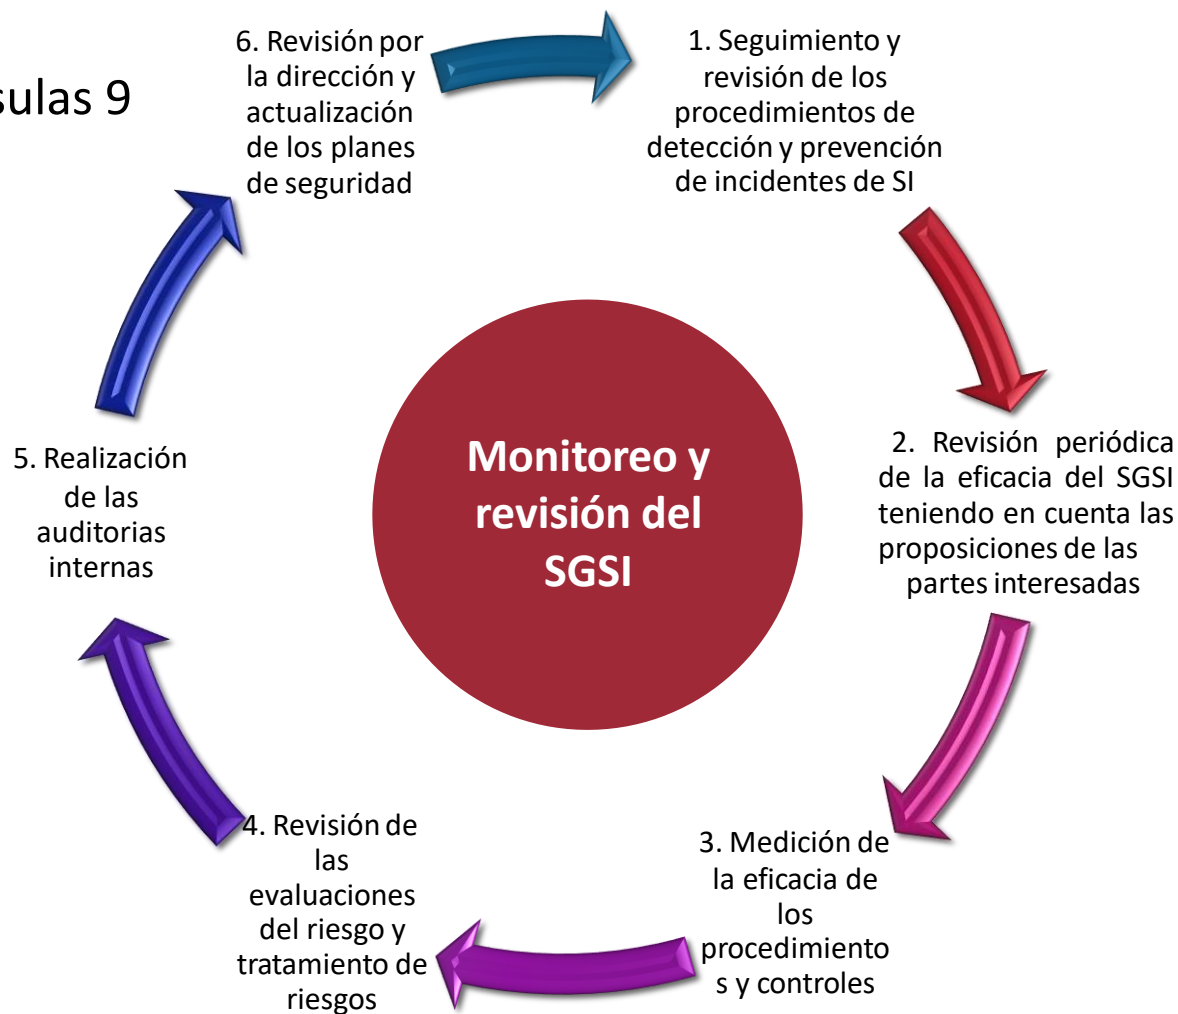 sulas 9
6. Revisión por
la dirección y
actualización
de los planes
de seguridad
1. Seguimiento y
revisión de los
procedimientos de
detección y prevención
de incidentes de SI
2. Revisión periódica
de la eficacia del SGSI
teniendo en cuenta las
proposiciones de las
partes interesadas
3. Medición de
la eficacia de
los
procedimiento
s y controles
4. Revisión de
las
evaluaciones
del riesgo y
tratamiento de
riesgos
5. Realización
de las
auditorias
internas
Monitoreo y
revisión del
SGSI